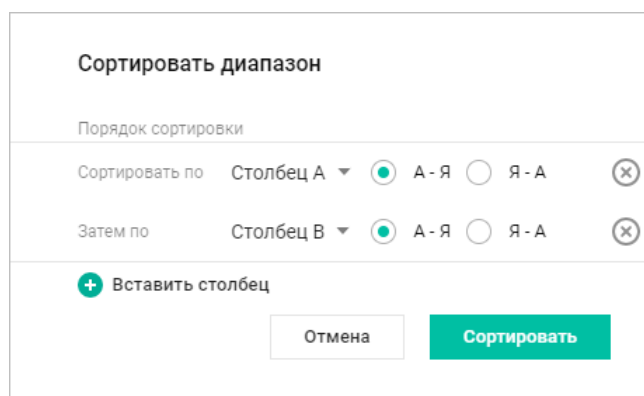 Сортировать диапазон
Порядок сортировки
Сортировать по Столбец A А - Я Я - А
Затем по Столбец B А - Я Я - А
Вставить столбец
Отмена Сортировать